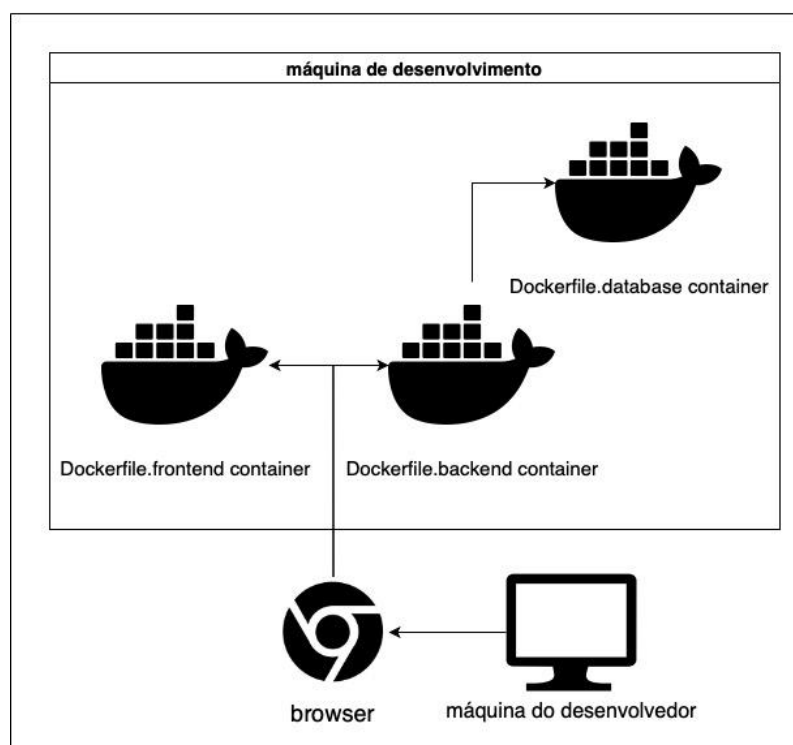 máquina de desenvolvimento
Dockerfile.database container
Dockerfile.frontend container
Dockerfile.backend container
browser
máquina do desenvolvedor